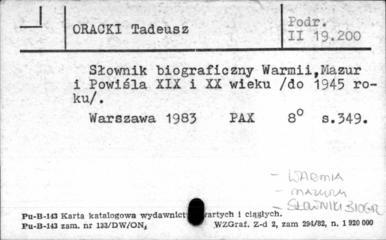 ORACKI Tadeusz
Podr.
II 19.200
Słownik biograficzny Warmii,Mazur
i Powiśla XIX i XX wieku /do 1945 ro-
ku/.
Warszawa 1983 PAX 8° s.349.
- WARMIA
- MAZURY
- SŁOWNIKI BIOGR
Pu-B-143 Karta katalogowa wydawnict artych i ciągłych.
Pu-B-143 zam. nr 133/DW/ON, WZGraf. Z-d 2, zam 294/82, n. 1 920 000